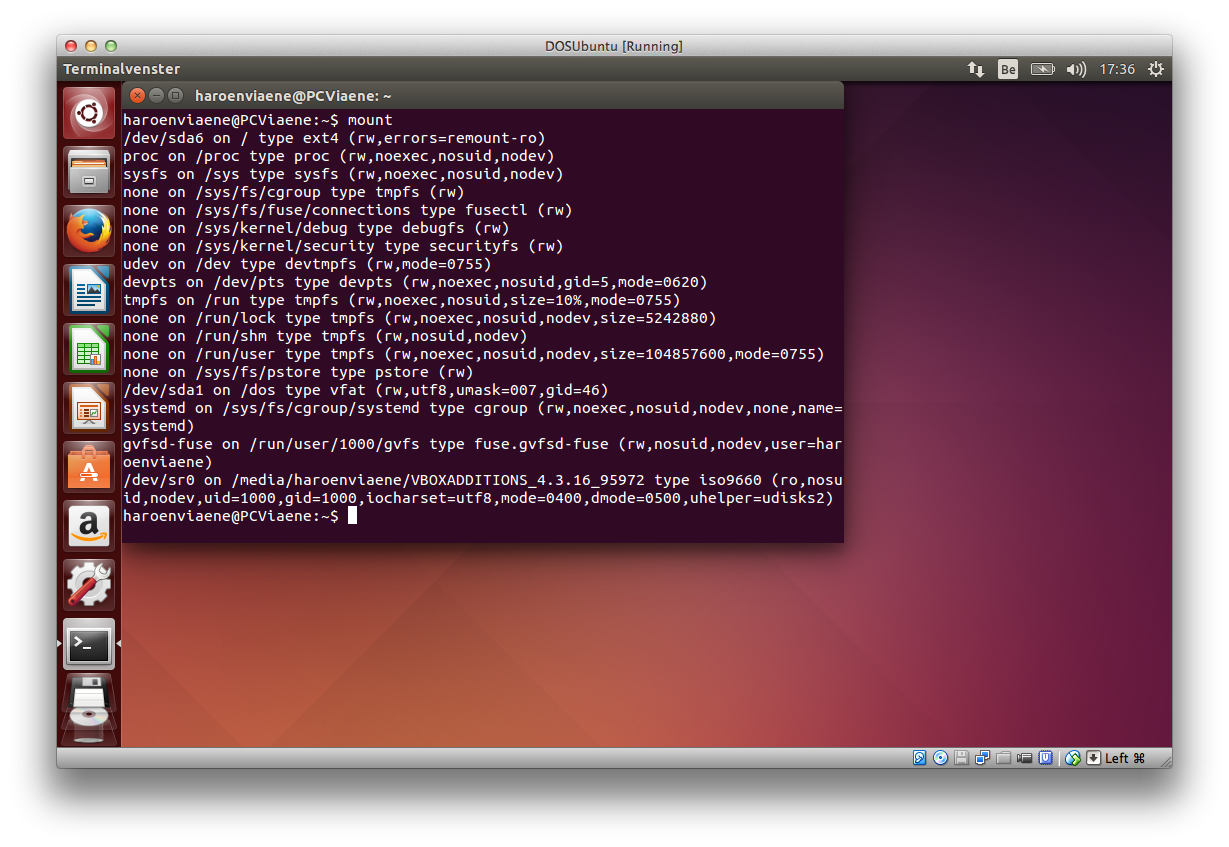 DOSUbuntu [Running]
Terminalvenster
Be
17:36
haroenviaene@PCViaene: ~
haroenviaene@PCViaene:~$ mount
/dev/sda6 on / type ext4 (rw,errors=remount-ro)
proc on /proc type proc (rw,noexec,nosuid,nodev)
sysfs on /sys type sysfs (rw,noexec,nosuid,nodev)
none on /sys/fs/cgroup type tmpfs (rw)
none on /sys/fs/fuse/connections type fusectl (rw)
none on /sys/kernel/debug type debugfs (rw)
none on /sys/kernel/security type securityfs (rw)
udev on /dev type devtmpfs (rw,mode=0755)
devpts on /dev/pts type devpts (rw,noexec,nosuid,gid=5,mode=0620)
tmpfs on /run type tmpfs (rw,noexec,nosuid,size=10%,mode=0755)
none on /run/lock type tmpfs (rw,noexec,nosuid,nodev,size=5242880)
none on /run/shm type tmpfs (rw,nosuid,nodev)
none on /run/user type tmpfs (rw,noexec,nosuid,nodev,size=104857600,mode=0755)
none on /sys/fs/pstore type pstore (rw)
/dev/sda1 on /dos type vfat (rw,utf8,umask=007,gid=46)
systemd on /sys/fs/cgroup/systemd type cgroup (rw,noexec,nosuid,nodev,none,name=
systemd)
gvfsd-fuse on /run/user/1000/gvfs type fuse.gvfsd-fuse (rw,nosuid,nodev,user=har
oenviaene)
/dev/sr0 on /media/haroenviaene/VBOXADDITIONS_4.3.16_95972 type iso9660 (ro,nosu
id,nodev,uid=1000,gid=1000,iocharset=utf8,mode=0400,dmode=0500,uhelper=udisks2)
haroenviaene@PCViaene:~$
Left ⌘